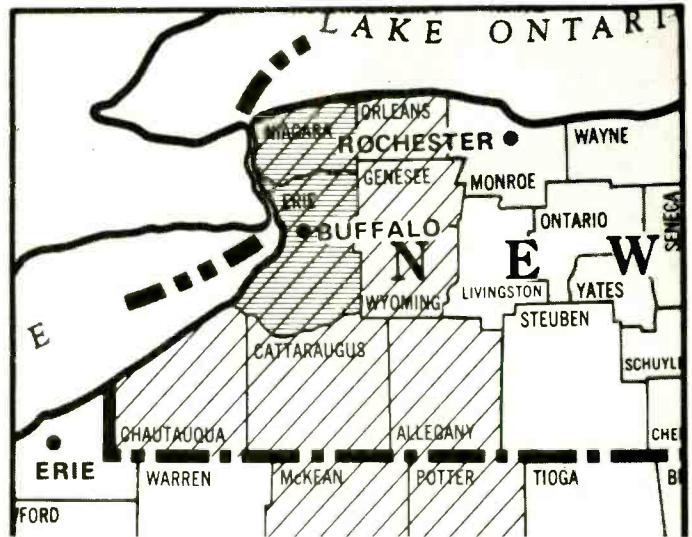 LAKE ONTARI
ORLEANS
NIAGARA
ROCHESTER
WAYNE
GENESEE
MONROE
ERIE
ONTARIO
SENECA
BUFFALO
N E W
WYOMING
LIVINGSTON
YATES
STEUBEN
E
CATTARAUGUS
SCHUYL
CHAUTAUQUA
ALLEGANY
CHE
ERIE
WARREN
McKEAN
POTTER
TIOGA
B
FORD